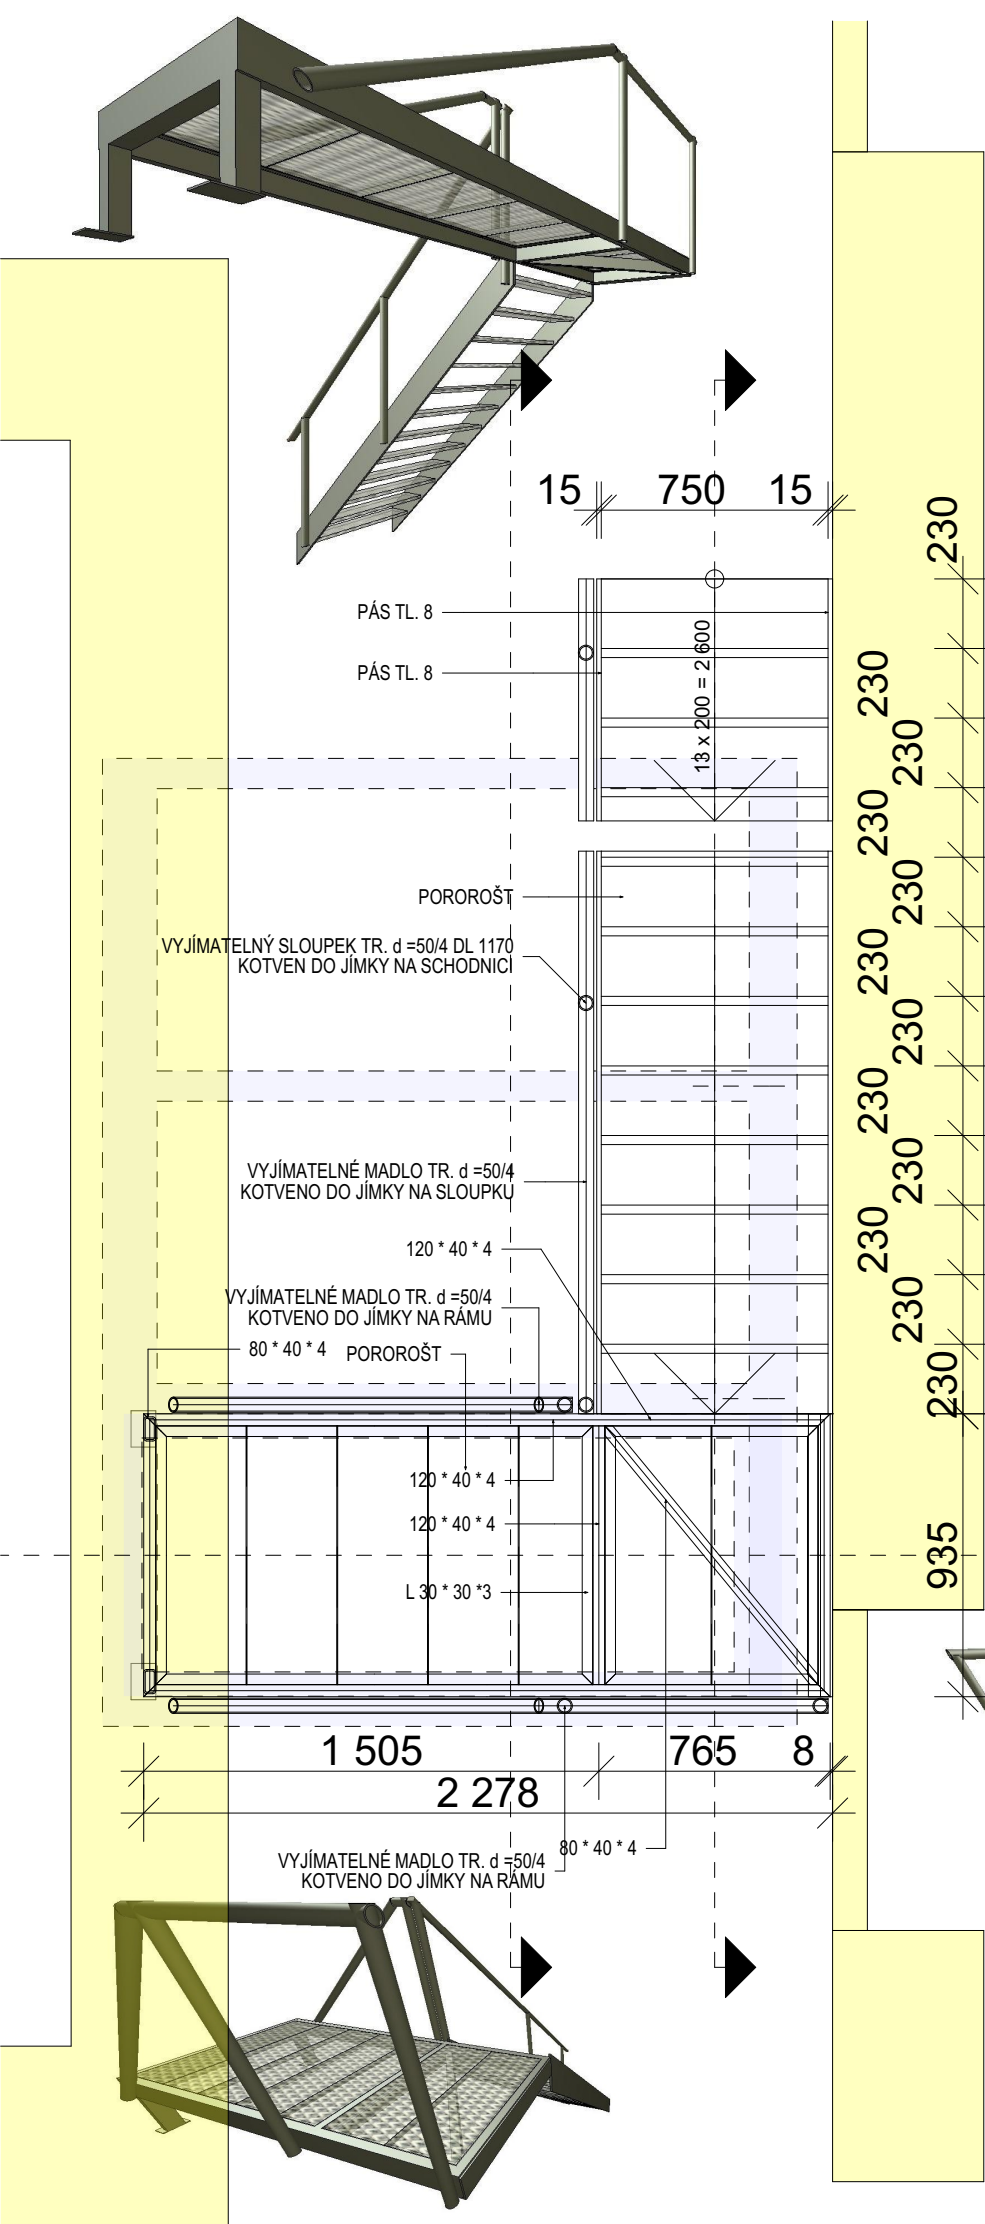 15 750 15
230
PÁS TL. 8
13 x 200 = 2 600
PÁS TL. 8
230
230
230
POROROŠT
230
VYJÍMATELNÝ SLOUPEK TR. d =50/4 DL 1170
KOTVEN DO JÍMKY NA SCHODNICI
230
230
230
VYJÍMATELNÉ MADLO TR. d =50/4
KOTVENO DO JÍMKY NA SLOUPKU
230
120 * 40 * 4
230
VYJÍMATELNÉ MADLO TR. d =50/4
KOTVENO DO JÍMKY NA RÁMU
230
80 * 40 * 4
POROROŠT
230
120 * 40 * 4
120 * 40 * 4
935
L 30 * 30 *3
1 505 765 8
2 278
80 * 40 * 4
VYJÍMATELNÉ MADLO TR. d =50/4
KOTVENO DO JÍMKY NA RÁMU